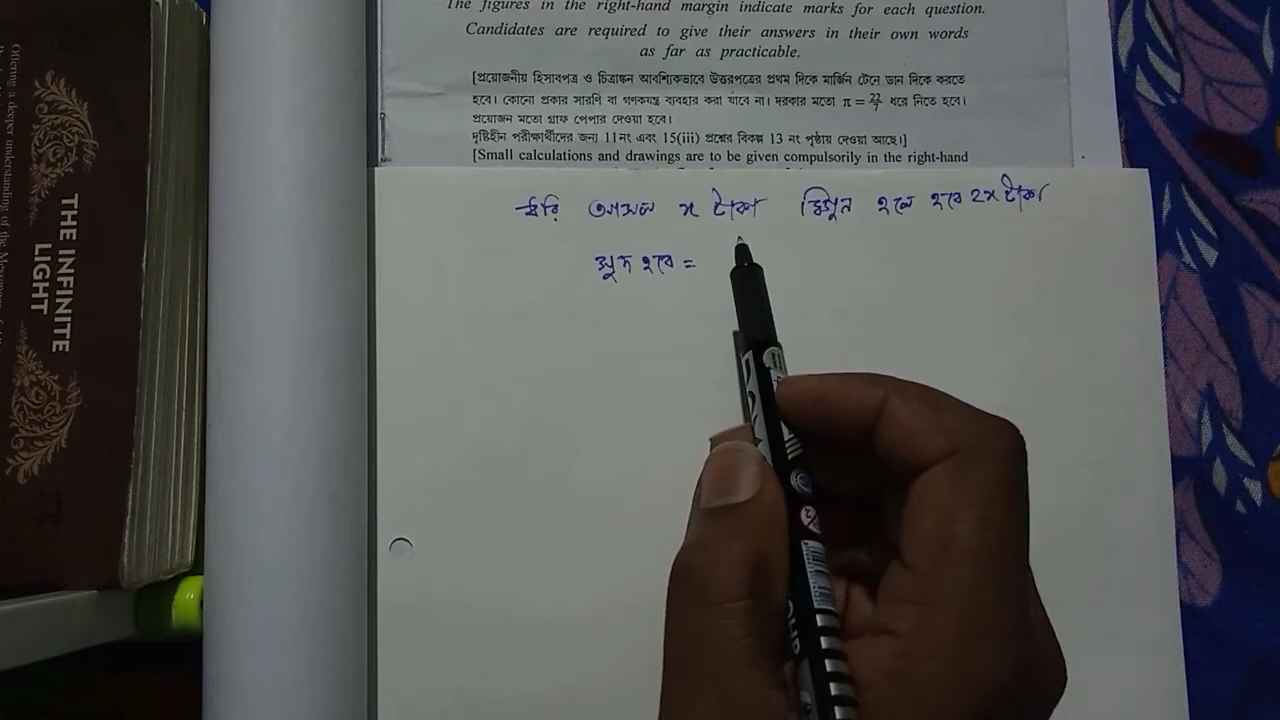 The figures in the right-hand margin indicate marks for each question.
Candidates are required to give their answers in their own words
as far as practicable.
[প্রয়োজনীয় হিসাবপত্র ও চিত্রাঙ্কন আবশ্যিকভাবে উত্তরপত্রের প্রথম দিকে মার্জিন টেনে ডান দিকে করতে
হবে। কোনো প্রকার সারণি বা গণকযন্ত্র ব্যবহার করা যাবে না। দরকার মতো π = 22/7 ধরে নিতে হবে।
প্রয়োজন মতো গ্রাফ পেপার দেওয়া হবে।
দৃষ্টিহীন পরীক্ষার্থীদের জন্য 11নং এবং 15(iii) প্রশ্নের বিকল্প 13 নং পৃষ্ঠায় দেওয়া আছে।]
[Small calculations and drawings are to be given compulsorily in the right-hand
ধরি আসল x টাকা দ্বিগুন হলে হবে 2x টাকা
সুদ হবে =
THE INFINITE
LIGHT
Offering a deeper understanding of